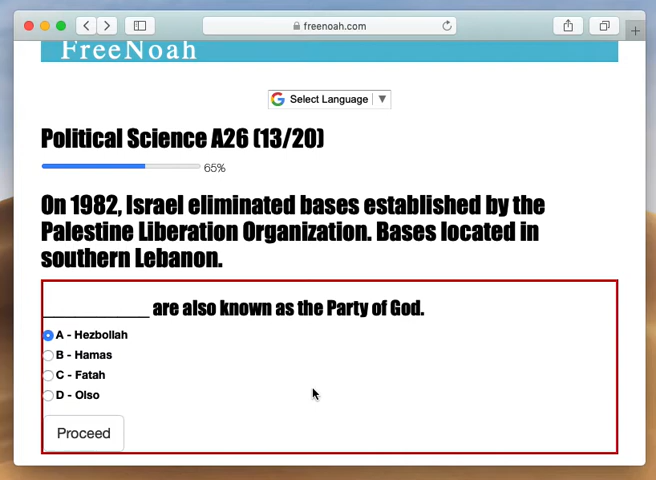 freenoah.com
FreeNoah
Select Language
Political Science A26 (13/20)
65%
On 1982, Israel eliminated bases established by the
Palestine Liberation Organization. Bases located in
southern Lebanon.
__________ are also known as the Party of God.
A - Hezbollah
B - Hamas
C - Fatah
D - Olso
Proceed